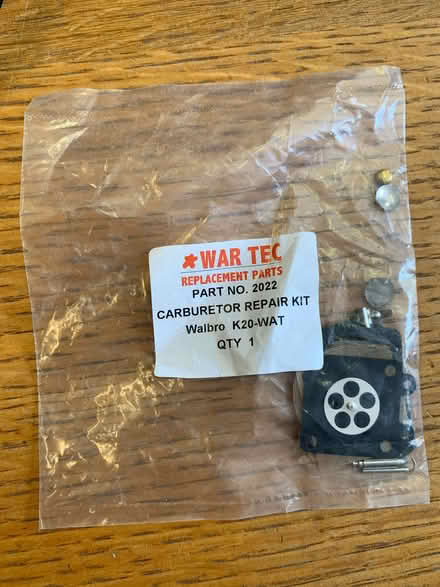 WAR TEC
REPLACEMENT PARTS
PART NO. 2022
CARBURETOR REPAIR KIT
Walbro K20-WAT
QTY 1